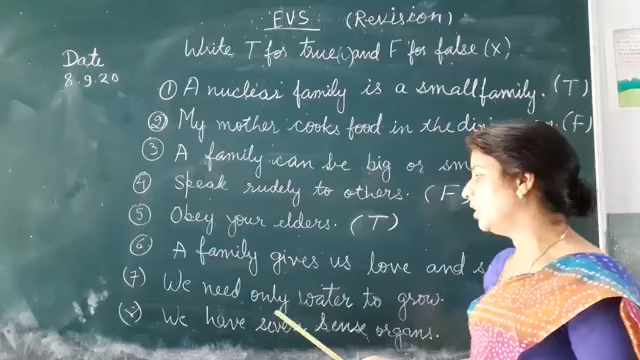 EVS (Revision)
Date
8.9.20
Write T for true(✓) and F for false (x)
① A nuclear family is a small family. (T)
② My mother cooks food in the (F)
③ A family can be big or
④ Speak rudely to others. (F)
⑤ Obey your elders. (T)
⑥ A family gives us love and
(7) We need only water to grow.
(8) We have seven sense organs.